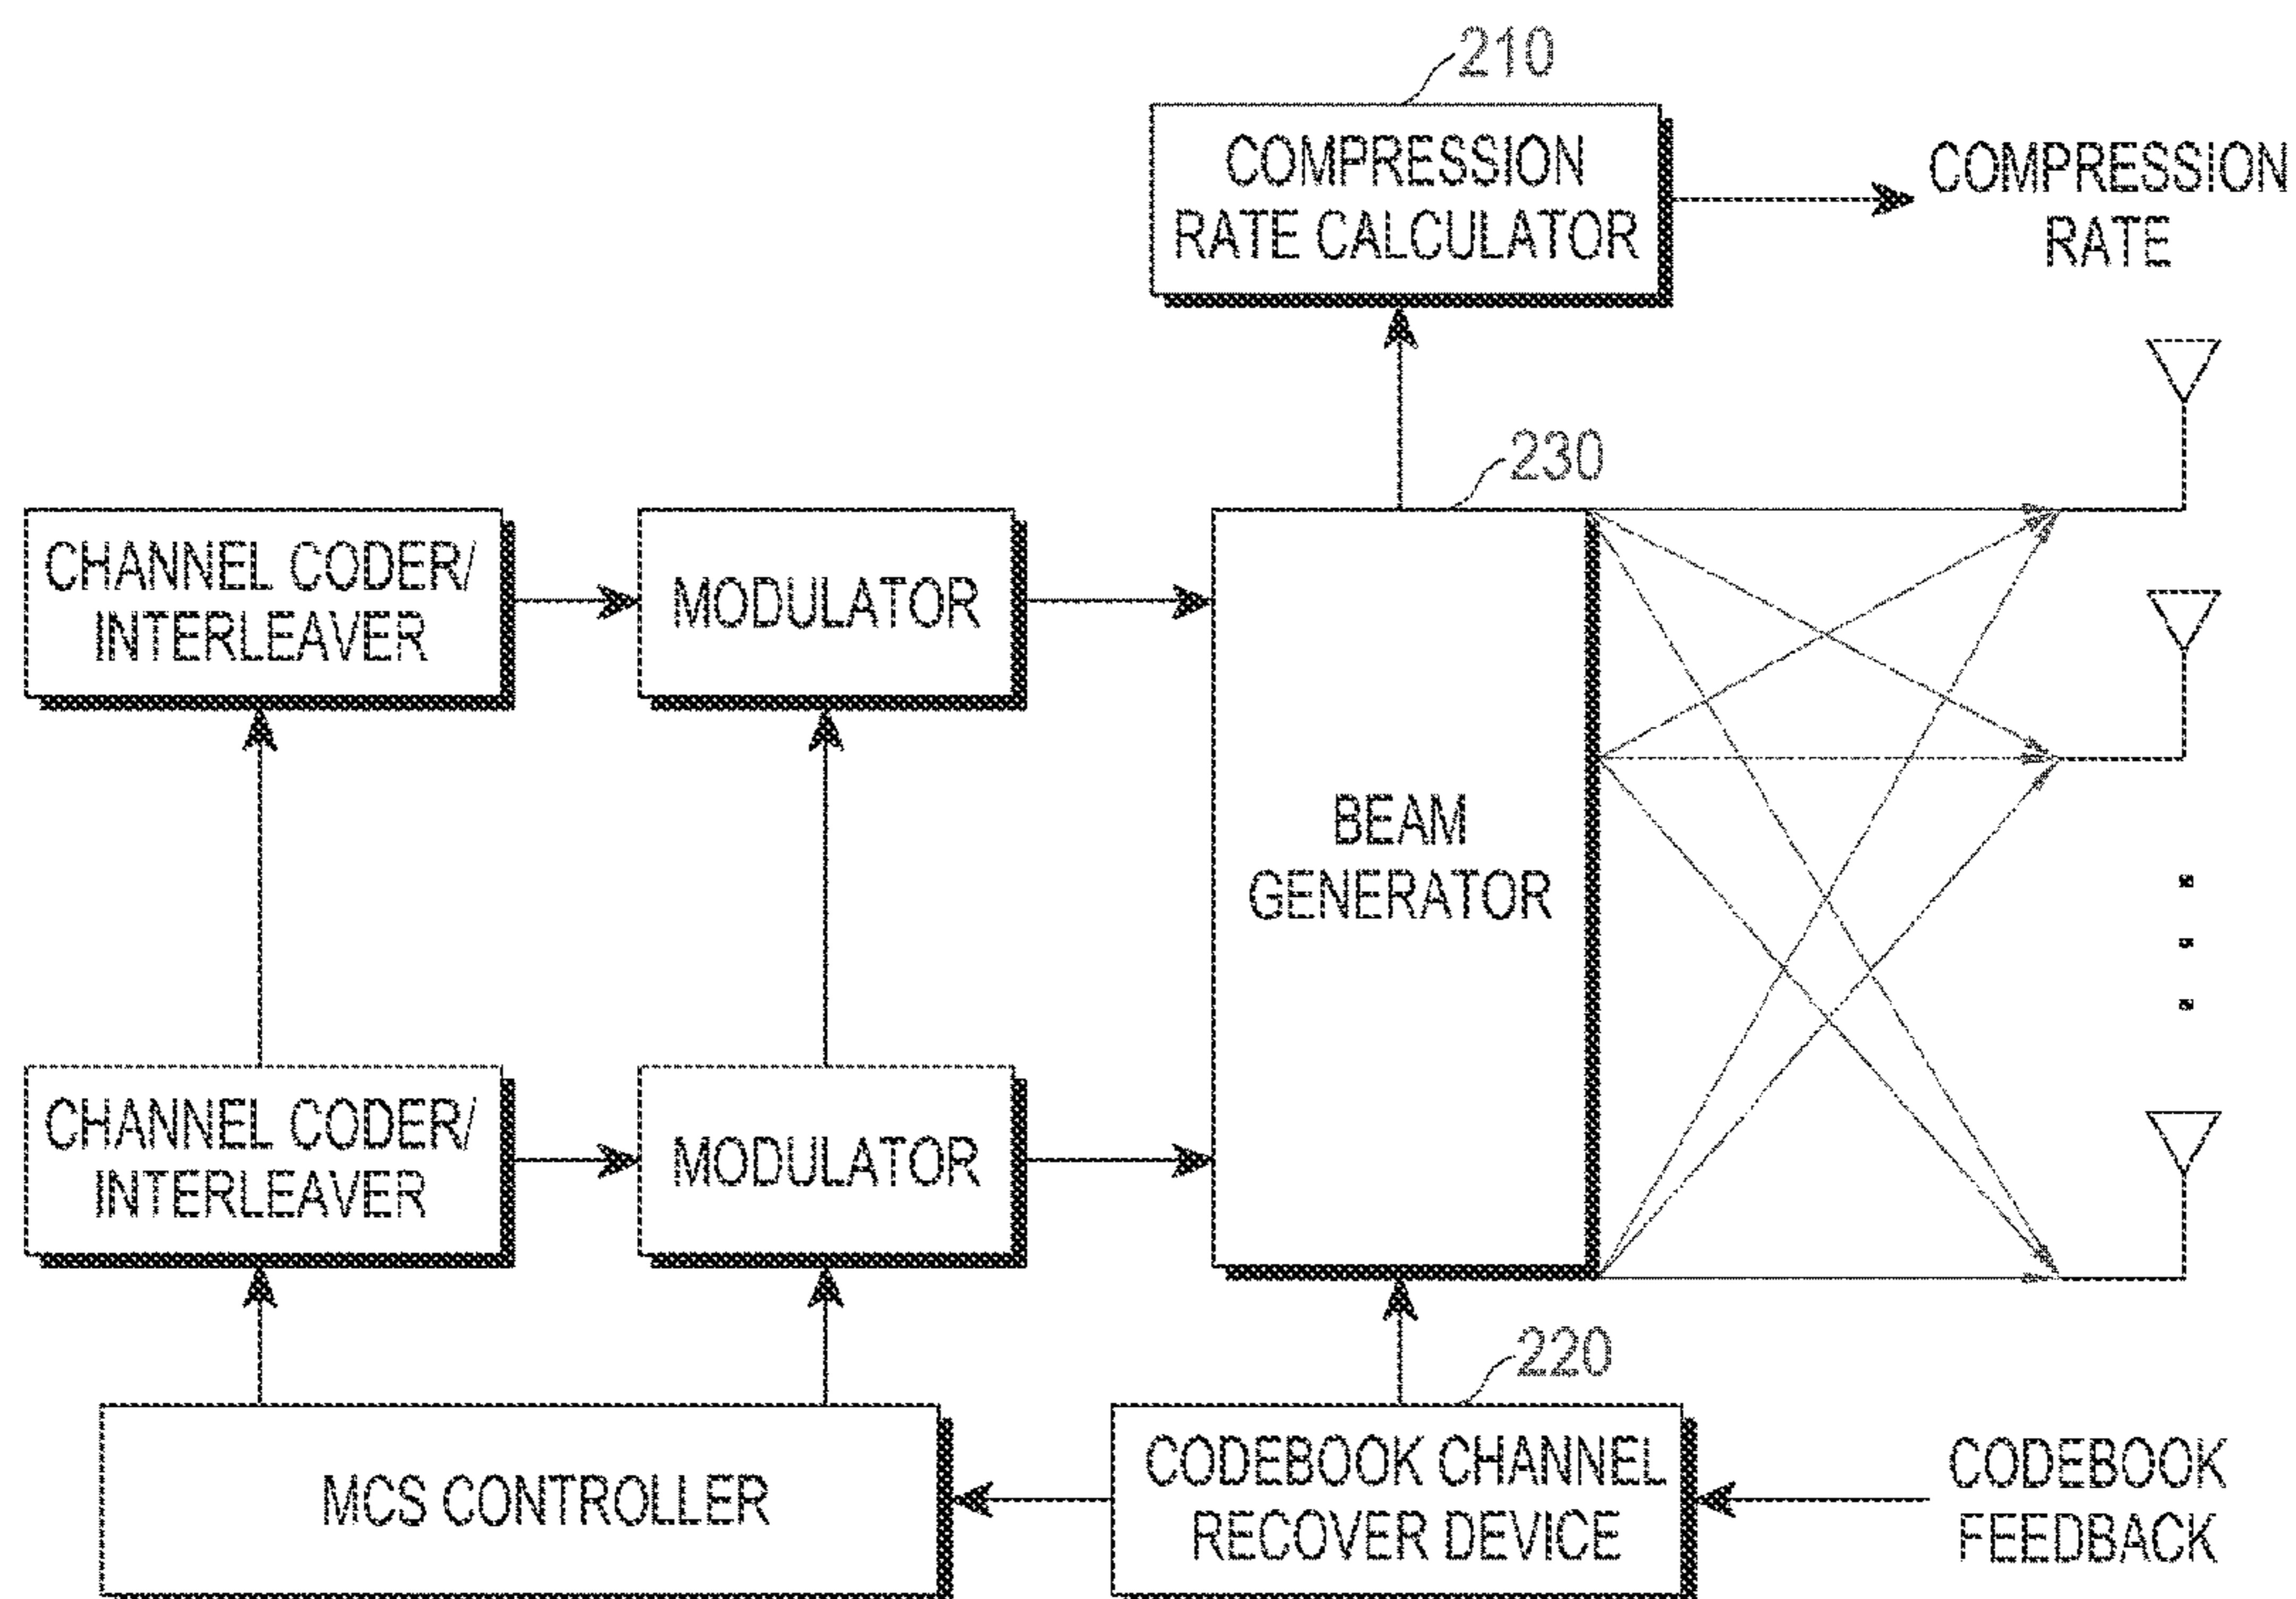 210
COMPRESSION
RATE CALCULATOR
COMPRESSION
RATE
230
CHANNEL CODER/
INTERLEAVER
MODULATOR
BEAM
GENERATOR
CHANNEL CODER/
INTERLEAVER
MODULATOR
220
MCS CONTROLLER
CODEBOOK CHANNEL
RECOVER DEVICE
CODEBOOK
FEEDBACK